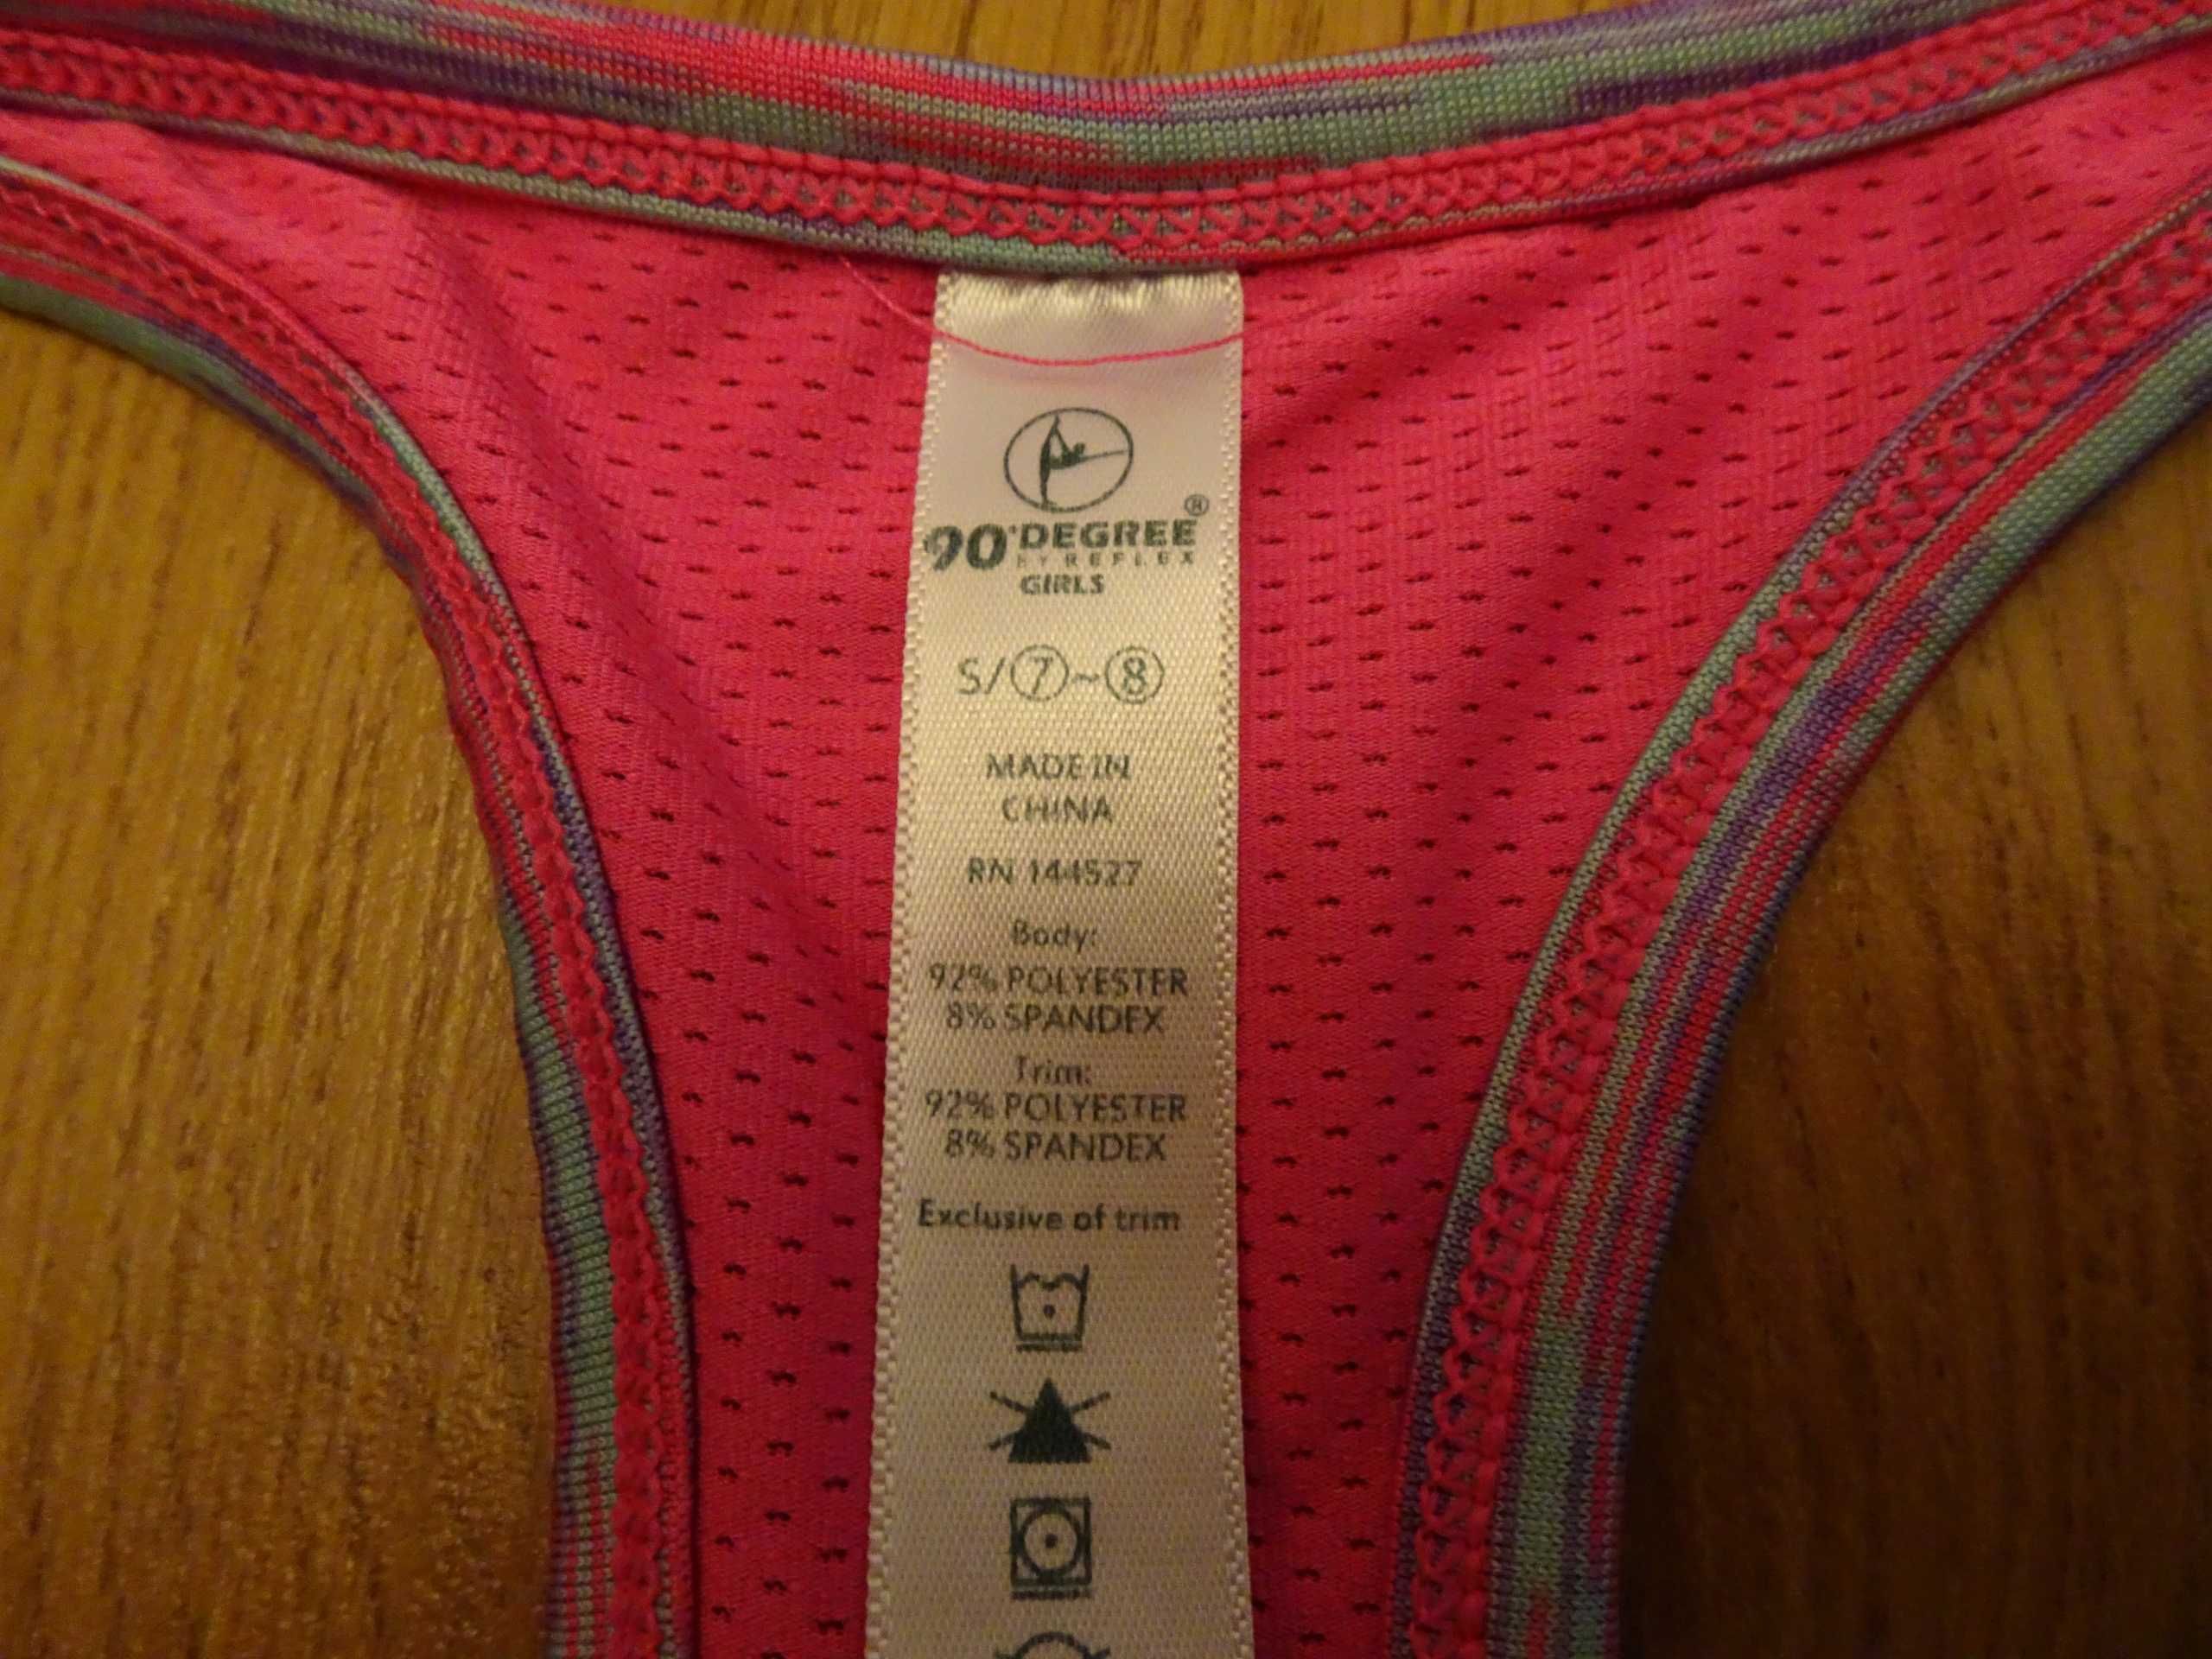 90°DEGREE®
BY REFLEX
GIRLS
S/⑦~⑧
MADE IN
CHINA
RN 144527
Body:
92% POLYESTER
8% SPANDEX
Trim:
92% POLYESTER
8% SPANDEX
Exclusive of trim